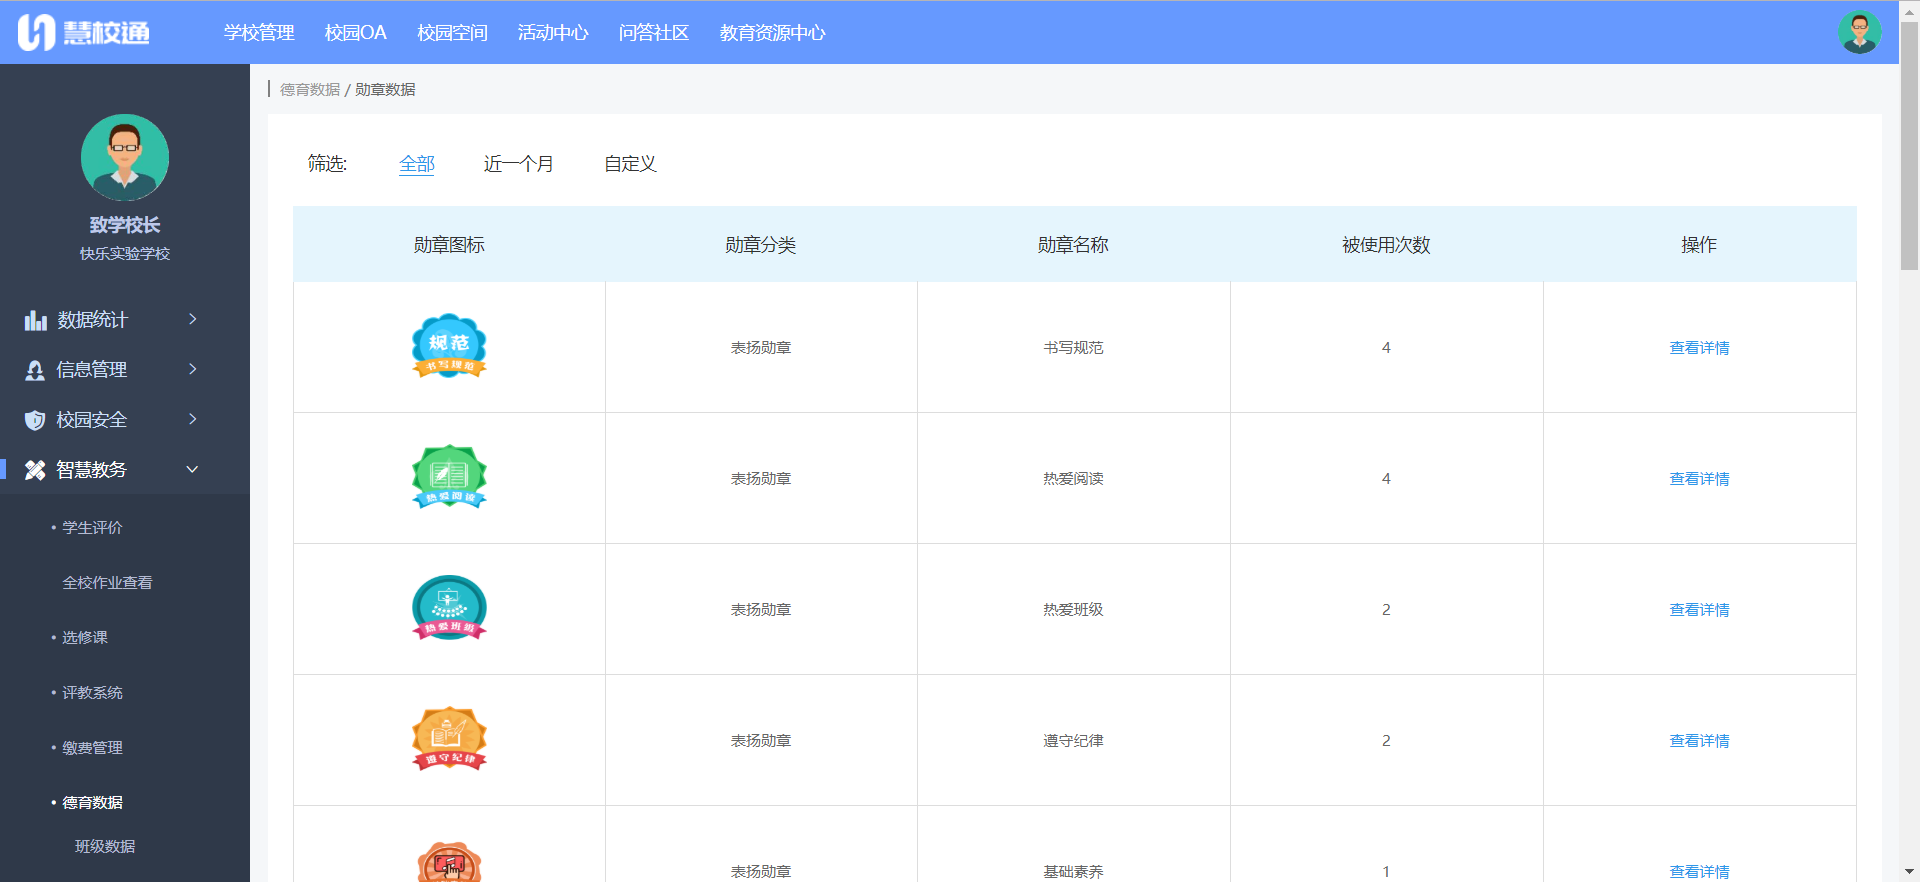 慧校通
学校管理 校园OA 校园空间 活动中心 问答社区 教育资源中心
致学校长
快乐实验学校
数据统计
信息管理
校园安全
智慧教务
• 学生评价
全校作业查看
• 选修课
• 评教系统
• 缴费管理
• 德育数据
班级数据
德育数据 / 勋章数据
筛选: 全部 近一个月 自定义
勋章图标 勋章分类 勋章名称 被使用次数 操作
规范
书写规范
表扬勋章 书写规范 4 查看详情
热爱阅读
表扬勋章 热爱阅读 4 查看详情
热爱班级
表扬勋章 热爱班级 2 查看详情
遵守纪律
表扬勋章 遵守纪律 2 查看详情
表扬勋章 基础素养 1 查看详情